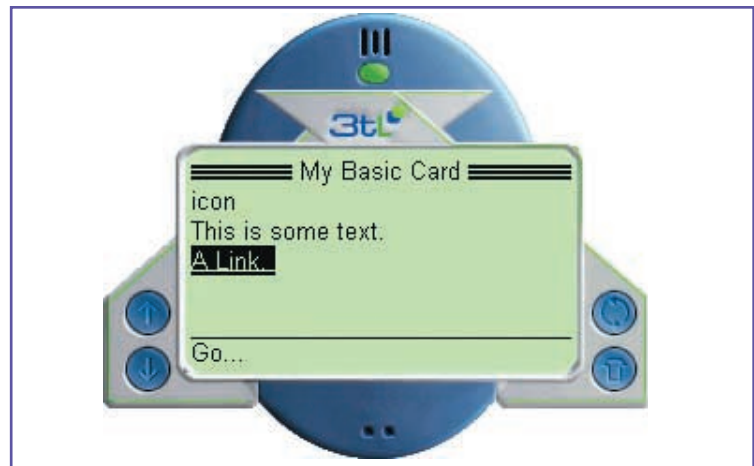 3tL
My Basic Card
icon
This is some text.
A Link.
Go...